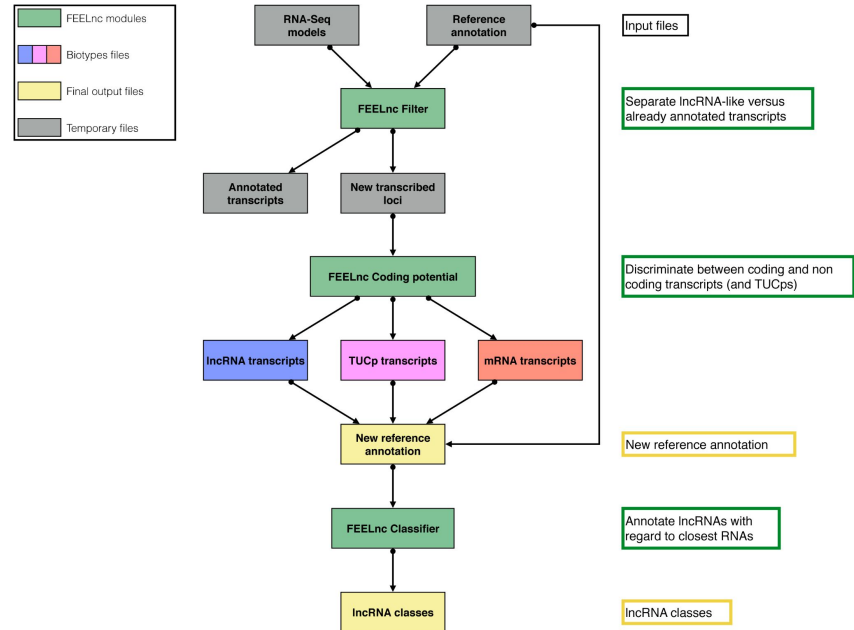 FEELnc modules
Biotypes files
Final output files
Temporary files
RNA-Seq
models
Reference
annotation
Input files
FEELnc Filter
Separate lncRNA-like versus
already annotated transcripts
Annotated
transcripts
New transcribed
loci
FEELnc Coding potential
Discriminate between coding and non
coding transcripts (and TUCps)
lncRNA transcripts
TUCp transcripts
mRNA transcripts
New reference
annotation
New reference annotation
FEELnc Classifier
Annotate lncRNAs with
regard to closest RNAs
lncRNA classes
lncRNA classes